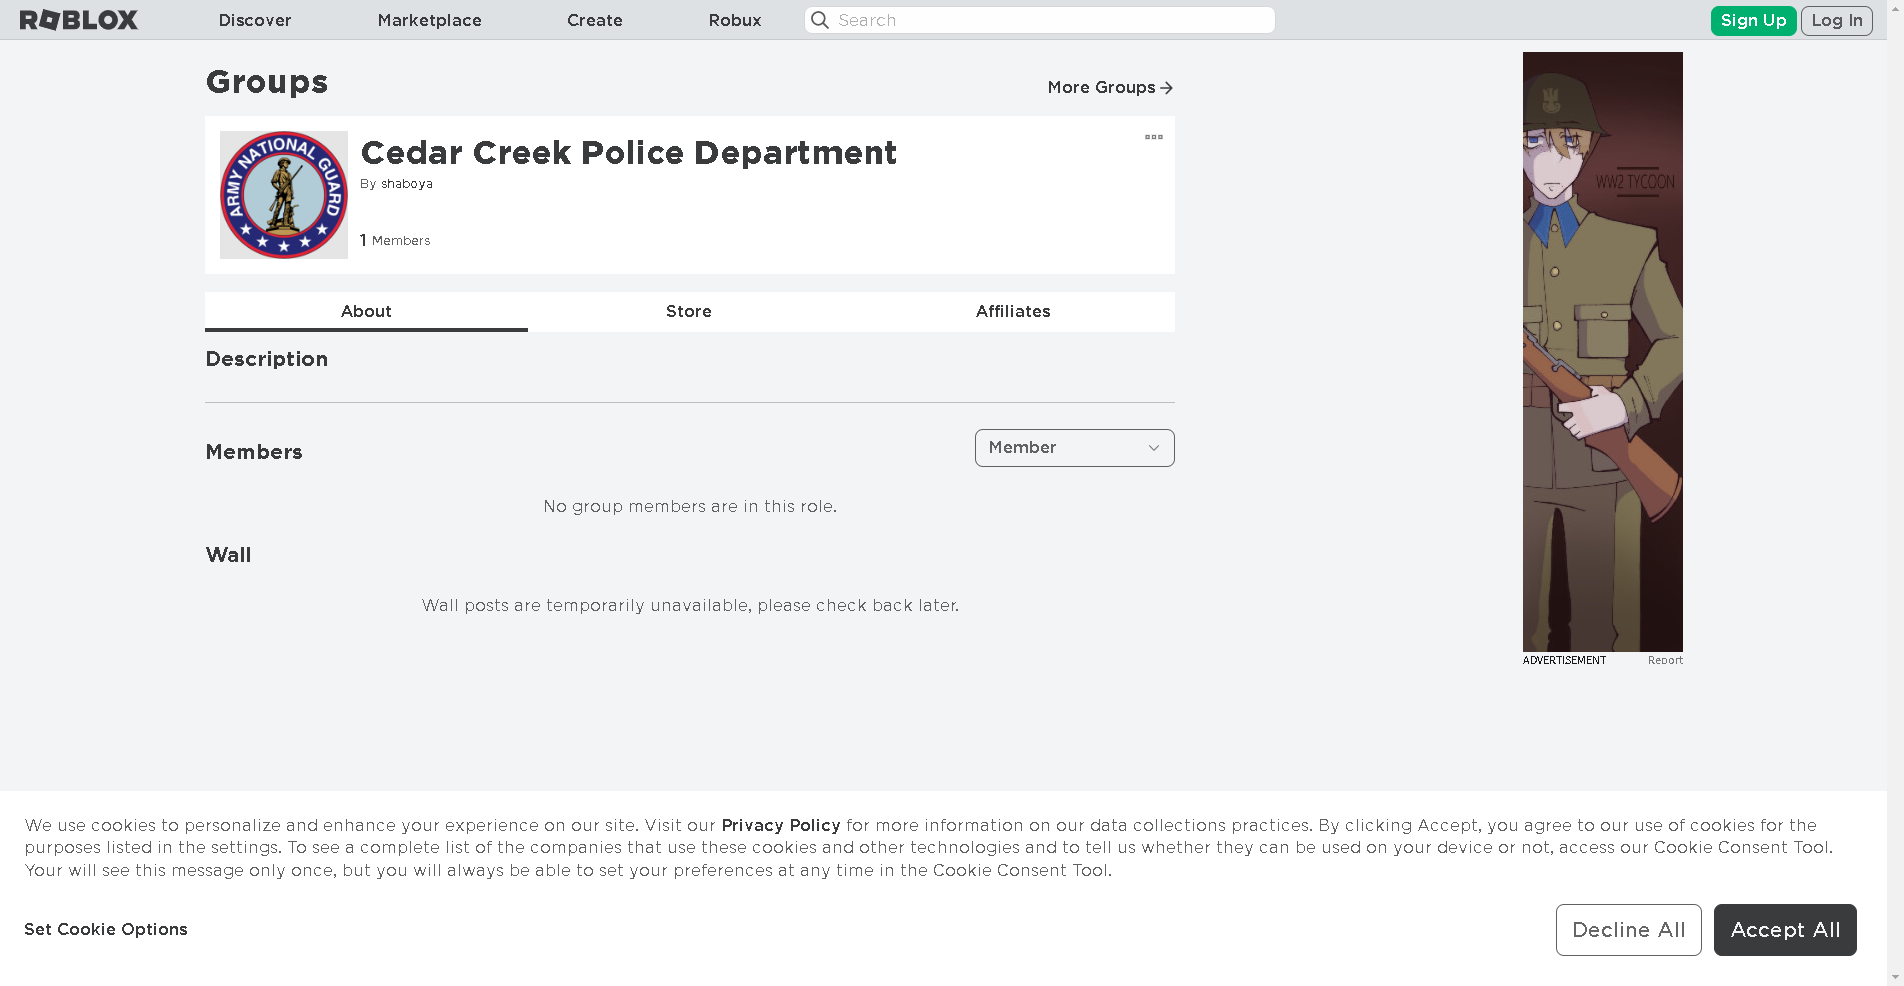 ROBLOX
Discover
Marketplace
Create
Robux
Search
Sign Up
Log In
Groups
More Groups
ARMY NATIONAL GUARD
Cedar Creek Police Department
By shaboya
1 Members
About
Store
Affiliates
Description
Members
Member
No group members are in this role.
Wall
Wall posts are temporarily unavailable, please check back later.
WW2 TYCOON
ADVERTISEMENT
Report
We use cookies to personalize and enhance your experience on our site. Visit our Privacy Policy for more information on our data collections practices. By clicking Accept, you agree to our use of cookies for the
purposes listed in the settings. To see a complete list of the companies that use these cookies and other technologies and to tell us whether they can be used on your device or not, access our Cookie Consent Tool.
Your will see this message only once, but you will always be able to set your preferences at any time in the Cookie Consent Tool.
Set Cookie Options
Decline All
Accept All